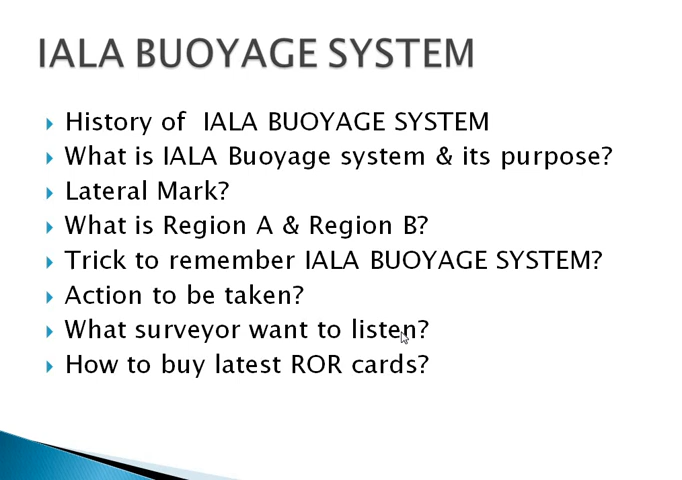 IALA BUOYAGE SYSTEM
History of  IALA BUOYAGE SYSTEM
What is IALA Buoyage system & its purpose?
Lateral Mark?
What is Region A & Region B?
Trick to remember IALA BUOYAGE SYSTEM?
Action to be taken?
What surveyor want to listen?
How to buy latest ROR cards?